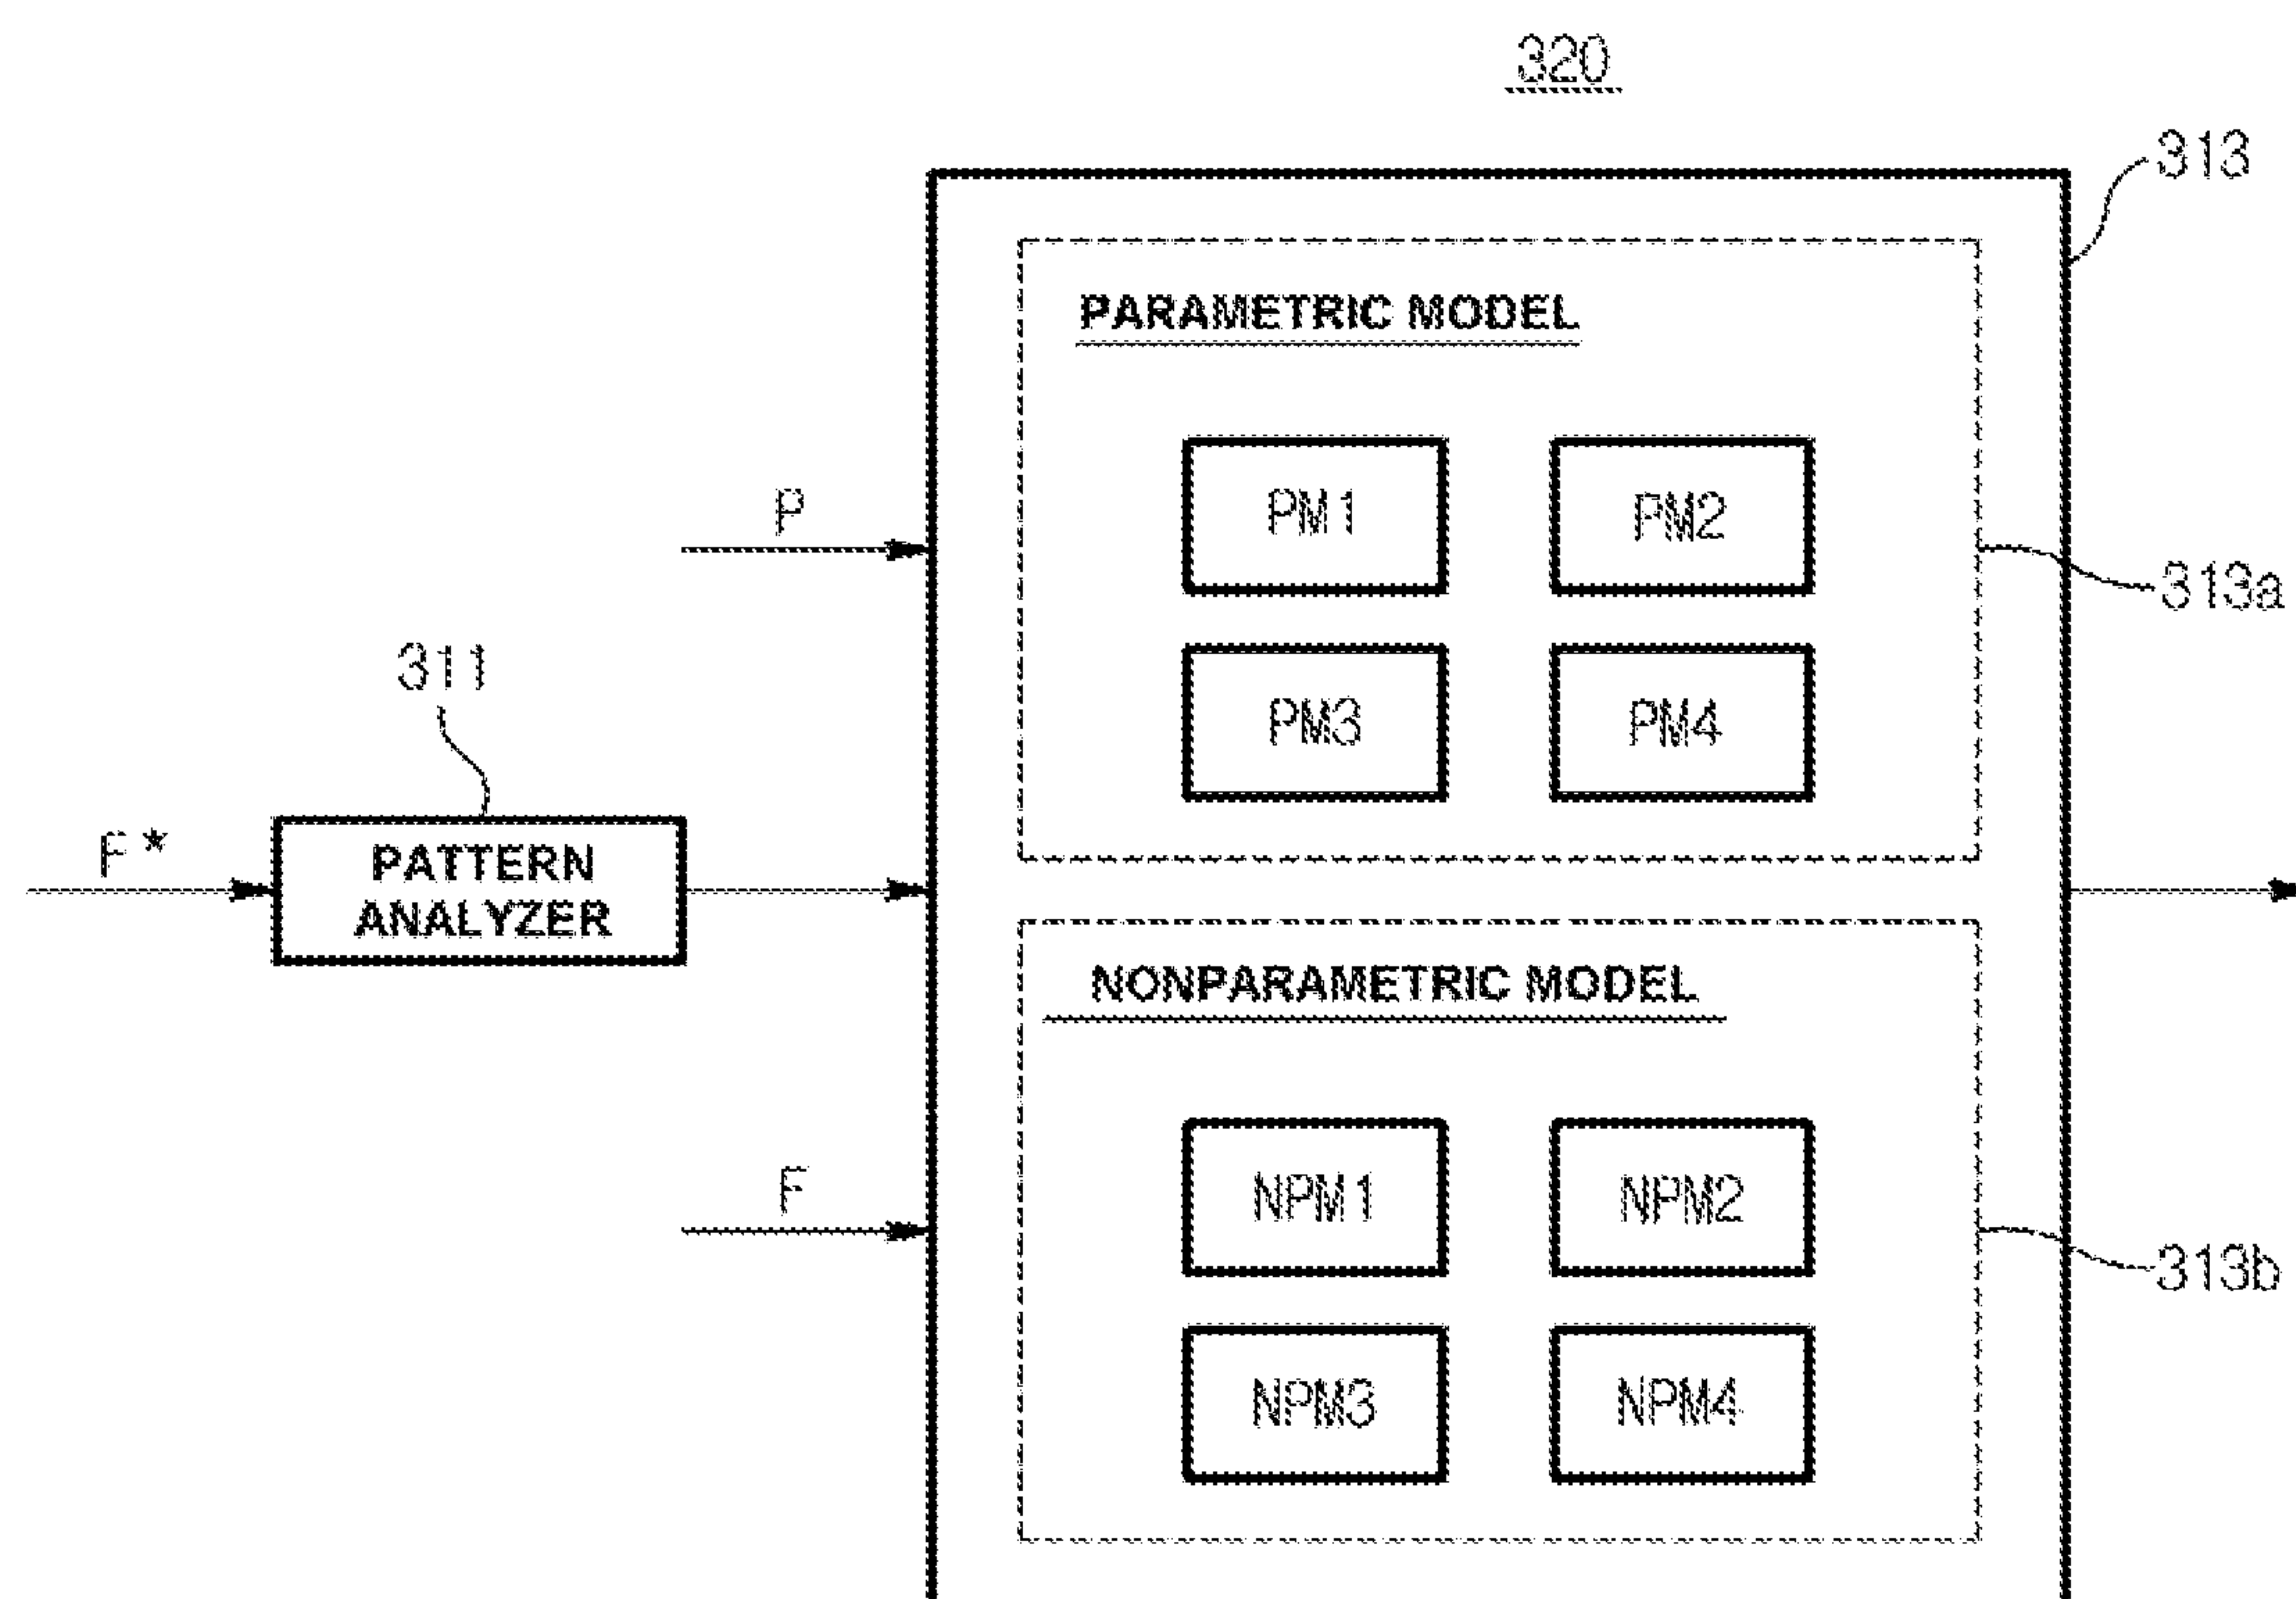 320
313
PARAMETRIC MODEL
P
PM1 PM2
313a
311
PM3 PM4
F*
PATTERN
ANALYZER
NONPARAMETRIC MODEL
F
NPM1 NPM2
313b
NPM3 NPM4